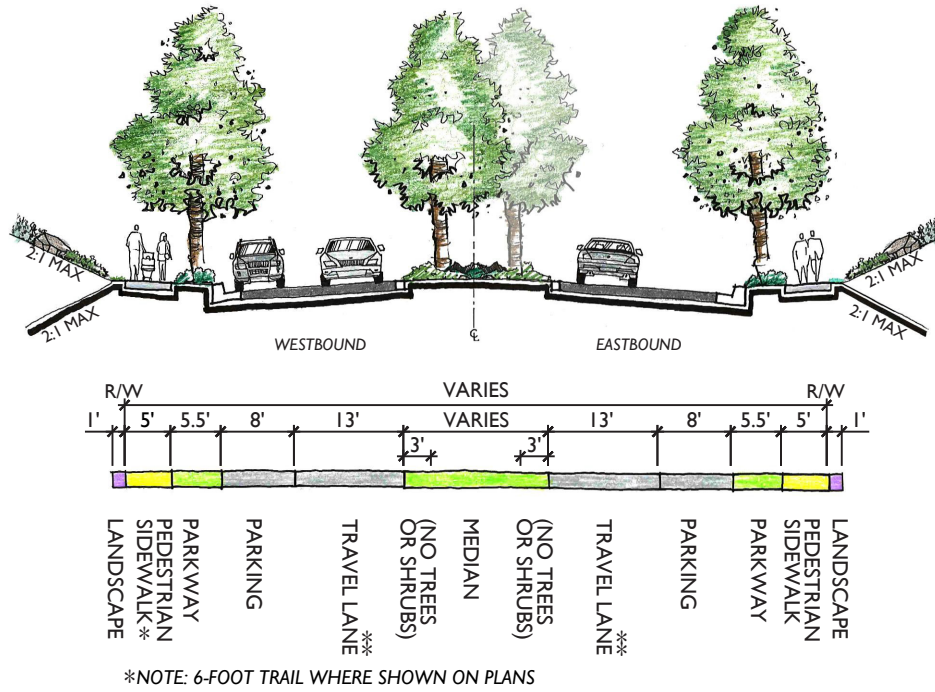 2:1 MAX
2:1 MAX
2:1 MAX
2:1 MAX
WESTBOUND
℄
EASTBOUND
R/W
VARIES
R/W
1'
5'
5.5'
8'
13'
VARIES
13'
8'
5.5'
5'
1'
3'
3'
LANDSCAPE
PEDESTRIAN
SIDEWALK*
PARKWAY
PARKING
TRAVEL LANE**
(NO TREES
OR SHRUBS)
MEDIAN
(NO TREES
OR SHRUBS)
TRAVEL LANE**
PARKING
PARKWAY
PEDESTRIAN
SIDEWALK
LANDSCAPE
*NOTE: 6-FOOT TRAIL WHERE SHOWN ON PLANS